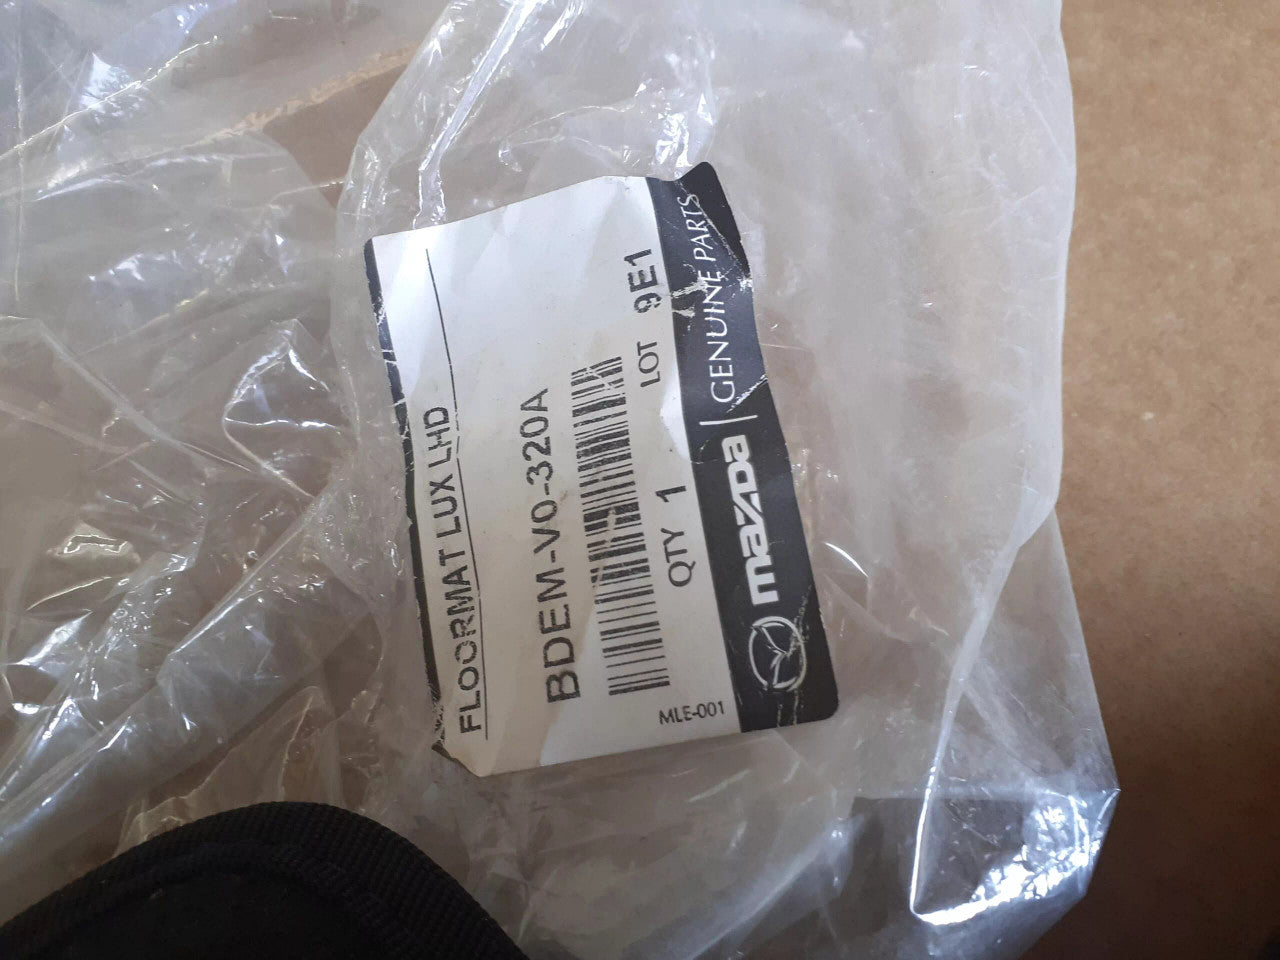 mazda | GENUINE PARTS
QTY 1 LOT 9E1
BDEM-V0-320A
FLOORMAT LUX LHD
MLE-001